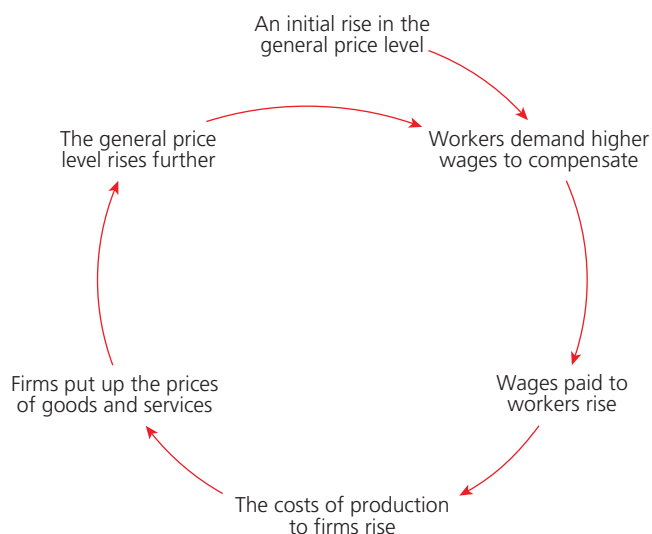 An initial rise in the
general price level
Workers demand higher
wages to compensate
Wages paid to
workers rise
The costs of production
to firms rise
Firms put up the prices
of goods and services
The general price
level rises further